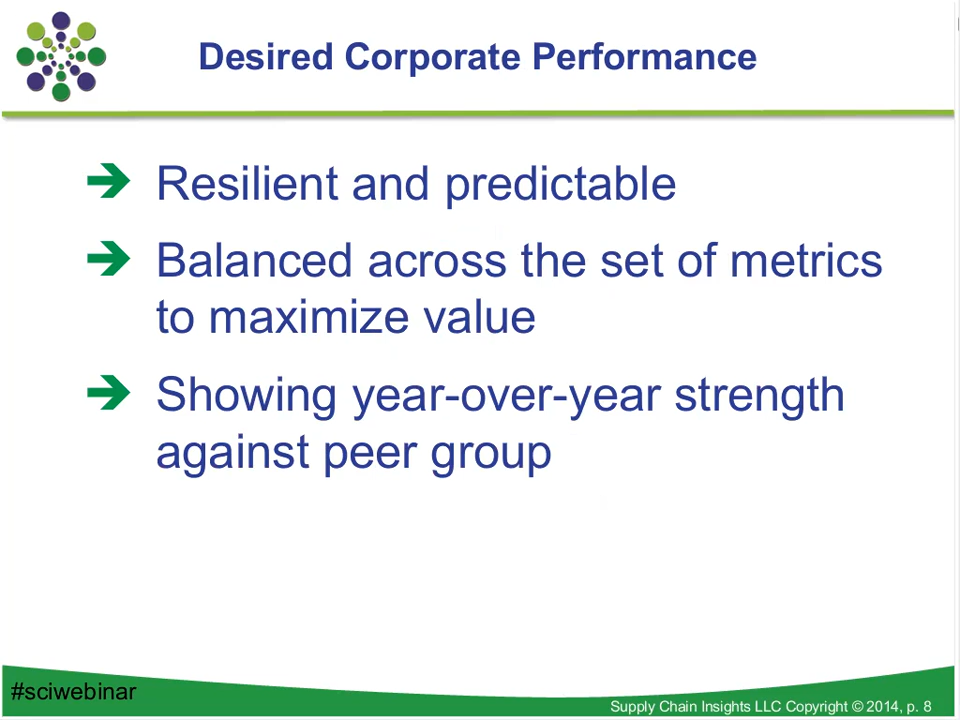 Desired Corporate Performance
Resilient and predictable
Balanced across the set of metrics
to maximize value
Showing year-over-year strength
against peer group
#sciwebinar
Supply Chain Insights LLC Copyright © 2014, p. 8